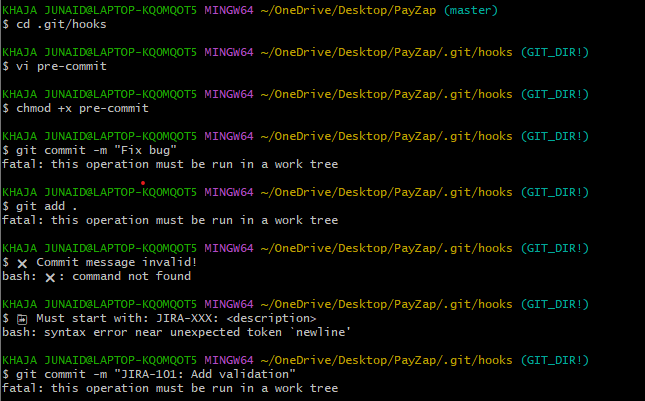 KHAJA JUNAID@LAPTOP-KQOMQOT5 MINGW64 ~/OneDrive/Desktop/PayZap (master)
$ cd .git/hooks
KHAJA JUNAID@LAPTOP-KQOMQOT5 MINGW64 ~/OneDrive/Desktop/PayZap/.git/hooks (GIT_DIR!)
$ vi pre-commit
KHAJA JUNAID@LAPTOP-KQOMQOT5 MINGW64 ~/OneDrive/Desktop/PayZap/.git/hooks (GIT_DIR!)
$ chmod +x pre-commit
KHAJA JUNAID@LAPTOP-KQOMQOT5 MINGW64 ~/OneDrive/Desktop/PayZap/.git/hooks (GIT_DIR!)
$ git commit -m "Fix bug"
fatal: this operation must be run in a work tree
KHAJA JUNAID@LAPTOP-KQOMQOT5 MINGW64 ~/OneDrive/Desktop/PayZap/.git/hooks (GIT_DIR!)
$ git add .
fatal: this operation must be run in a work tree
KHAJA JUNAID@LAPTOP-KQOMQOT5 MINGW64 ~/OneDrive/Desktop/PayZap/.git/hooks (GIT_DIR!)
$ ❌ Commit message invalid!
bash: ❌: command not found
KHAJA JUNAID@LAPTOP-KQOMQOT5 MINGW64 ~/OneDrive/Desktop/PayZap/.git/hooks (GIT_DIR!)
$ Must start with: JIRA-XXX: <description>
bash: syntax error near unexpected token `newline'
KHAJA JUNAID@LAPTOP-KQOMQOT5 MINGW64 ~/OneDrive/Desktop/PayZap/.git/hooks (GIT_DIR!)
$ git commit -m "JIRA-101: Add validation"
fatal: this operation must be run in a work tree